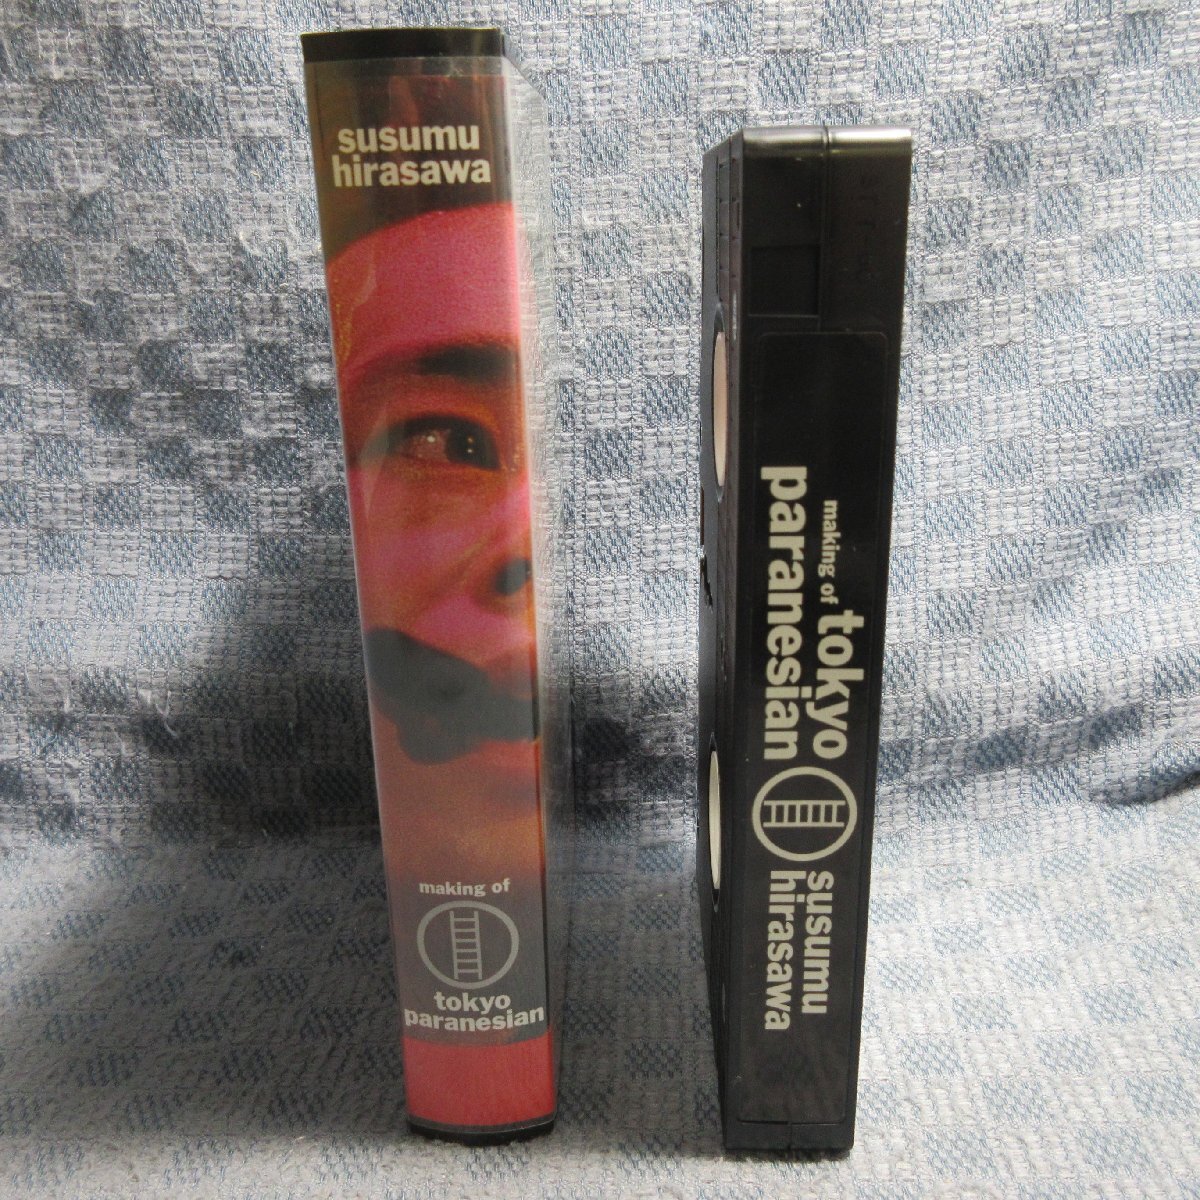 susumu
hirasawa
making of
tokyo
paranesian
making of tokyo
paranesian
susumu
hirasawa